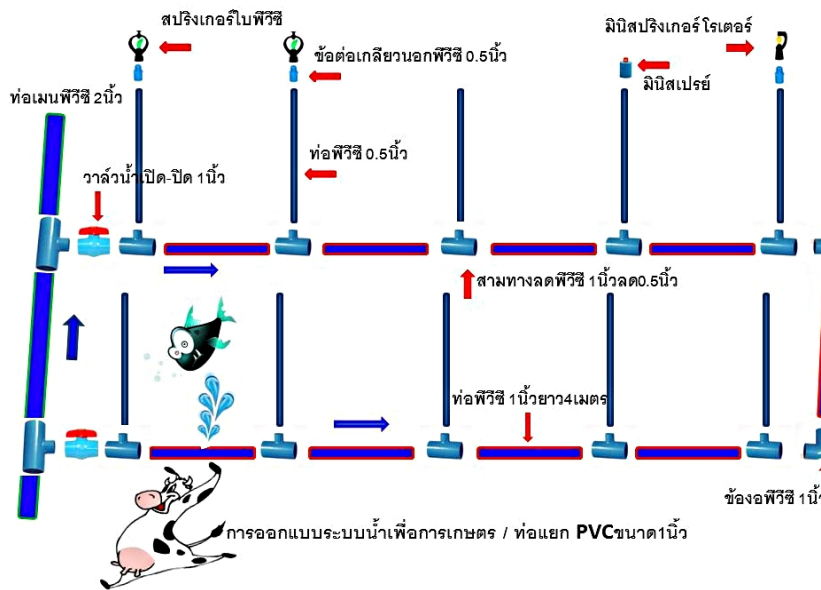 สปริงเกอร์ใบพีวีซี
มินิสปริงเกอร์โรเตอร์
ข้อต่อเกลียวนอกพีวีซี 0.5นิ้ว
มินิสเปรย์
ท่อเมนพีวีซี 2นิ้ว
ท่อพีวีซี 0.5นิ้ว
วาล์วน้ำเปิด-ปิด 1นิ้ว
สามทางลดพีวีซี 1นิ้วลด0.5นิ้ว
ท่อพีวีซี 1นิ้วยาว4เมตร
ข้องอพีวีซี 1นิ้ว
การออกแบบระบบน้ำเพื่อการเกษตร / ท่อแยก PVCขนาด1นิ้ว